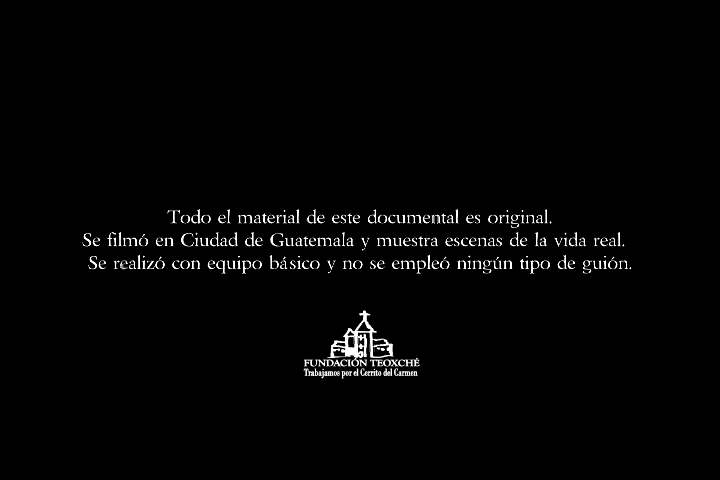 Todo el material de este documental es original.
Se filmó en Ciudad de Guatemala y muestra escenas de la vida real.
Se realizó con equipo básico y no se empleó ningún tipo de guión.
FUNDACIÓN TEOXCHÉ
Trabajamos por el Cerrito del Carmen